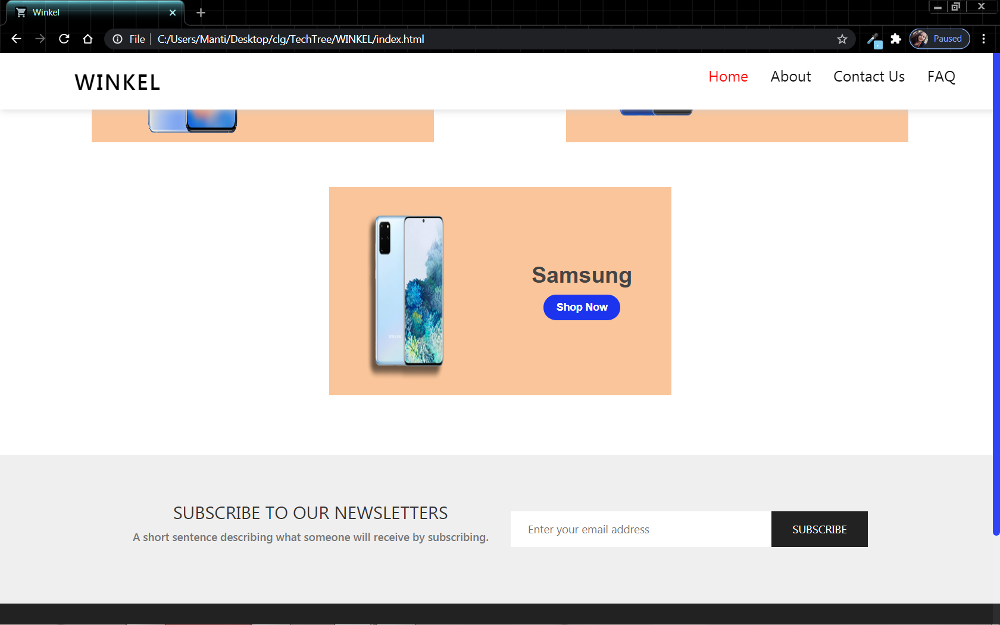 Winkel
File
C:/Users/Manti/Desktop/clg/TechTree/WINKEL/index.html
Paused
WINKEL
Home
About
Contact Us
FAQ
SAMSUNG
Samsung
Shop Now
SUBSCRIBE TO OUR NEWSLETTERS
A short sentence describing what someone will receive by subscribing.
Enter your email address
SUBSCRIBE